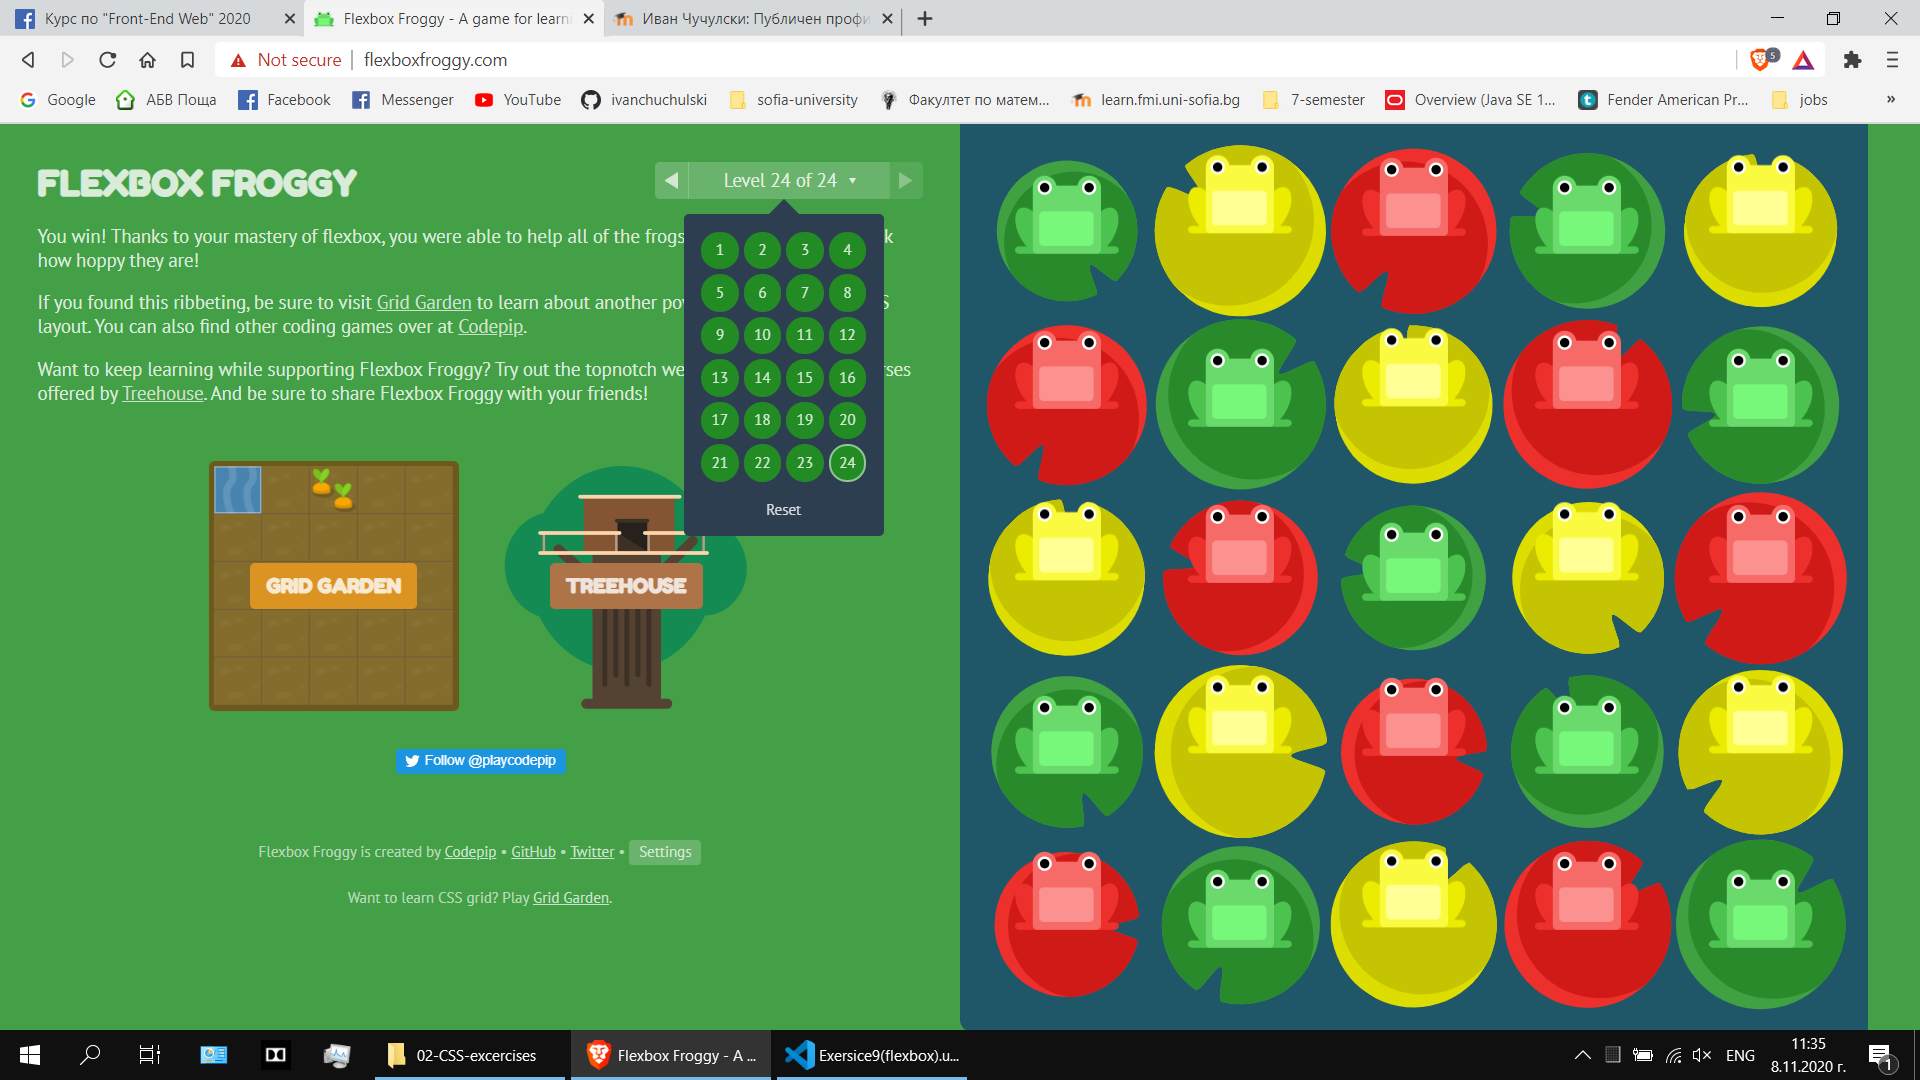 Курс по "Front-End Web" 2020
Flexbox Froggy - A game for learni
Иван Чучулски: Публичен профи
Not secure
flexboxfroggy.com
5
Google
АБВ Поща
Facebook
Messenger
YouTube
ivanchuchulski
sofia-university
Факултет по матем...
learn.fmi.uni-sofia.bg
7-semester
Overview (Java SE 1...
Fender American Pr...
jobs
»
FLEXBOX FROGGY
Level 24 of 24
You win! Thanks to your mastery of flexbox, you were able to help all of the frogs
k
how hoppy they are!
If you found this ribbeting, be sure to visit Grid Garden to learn about another po
S
layout. You can also find other coding games over at Codepip.
Want to keep learning while supporting Flexbox Froggy? Try out the topnotch we
rses
offered by Treehouse. And be sure to share Flexbox Froggy with your friends!
1 2 3 4
5 6 7 8
9 10 11 12
13 14 15 16
17 18 19 20
21 22 23 24
Reset
GRID GARDEN
TREEHOUSE
Follow @playcodepip
Flexbox Froggy is created by Codepip • GitHub • Twitter • Settings
Want to learn CSS grid? Play Grid Garden.
02-CSS-excercises
Flexbox Froggy - A ...
Exersice9(flexbox).u...
ENG
11:35
8.11.2020 г.
1